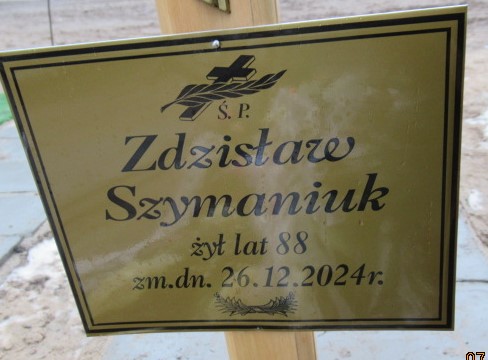 Ś. P.
Zdzisław
Szymaniuk
żył lat 88
zm.dn. 26.12.2024r.
07